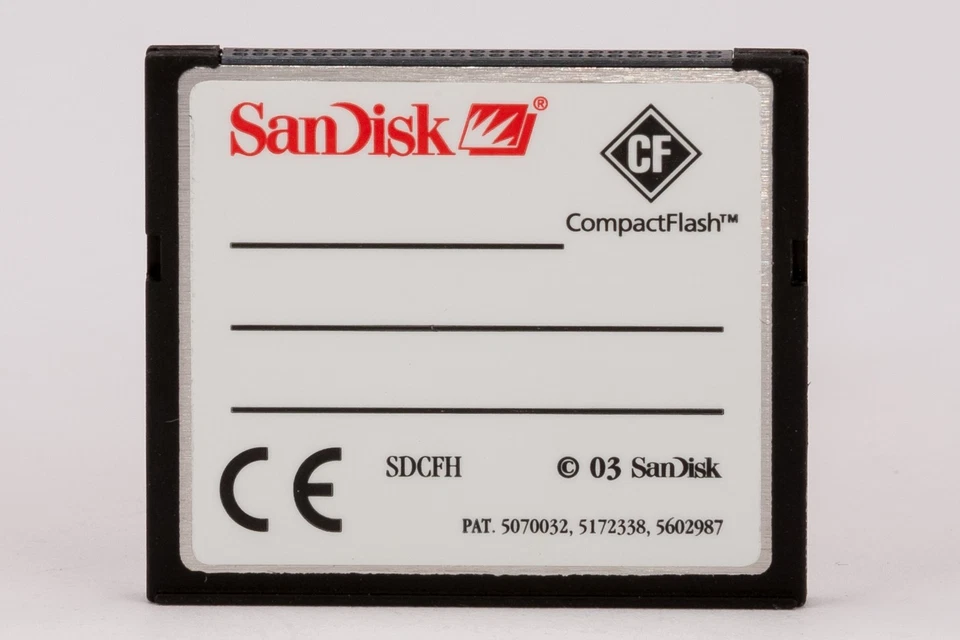 SanDisk ®
CF
CompactFlash™
CE
SDCFH © 03 SanDisk
PAT. 5070032, 5172338, 5602987